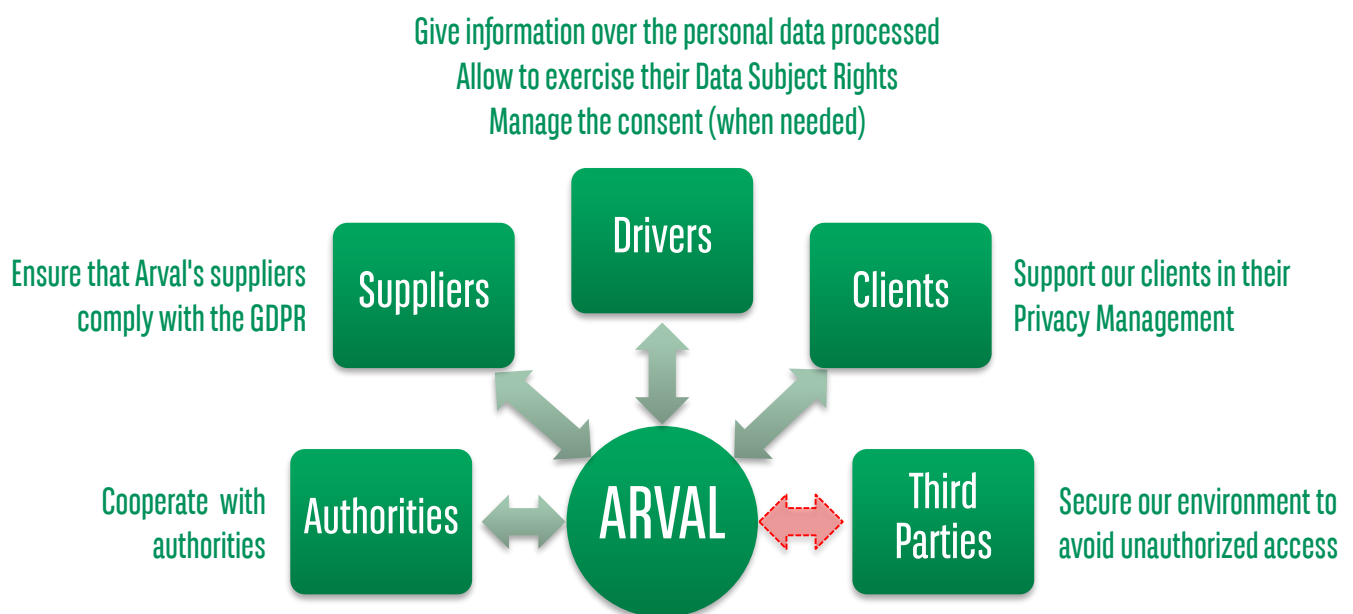 Give information over the personal data processed
Allow to exercise their Data Subject Rights
Manage the consent (when needed)
Drivers
Suppliers
Clients
Ensure that Arval's suppliers
comply with the GDPR
Support our clients in their
Privacy Management
Authorities
ARVAL
Third
Parties
Cooperate with
authorities
Secure our environment to
avoid unauthorized access